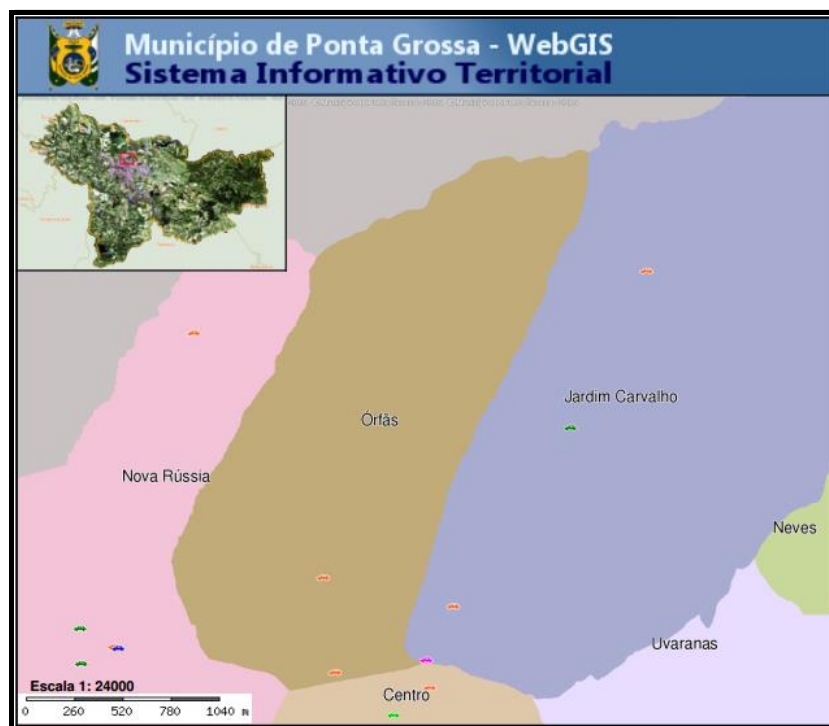 Município de Ponta Grossa - WebGIS
Sistema Informativo Territorial
Jardim Carvalho
Órfãs
Nova Rússia
Neves
Uvaranas
Escala 1: 24000
Centro
0 260 520 780 1040